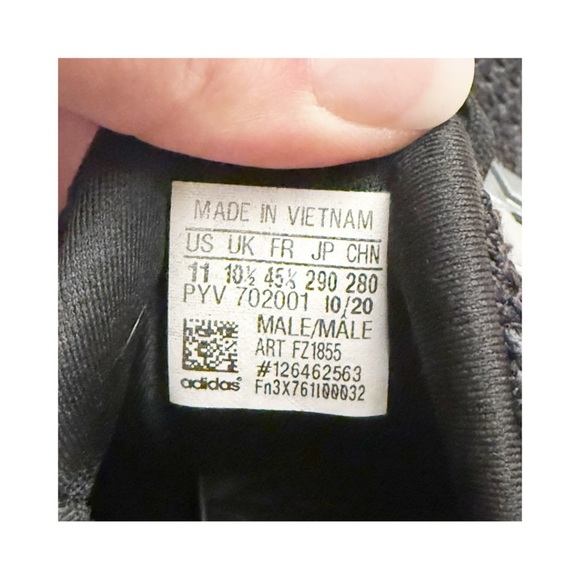 MADE IN VIETNAM
US UK FR JP CHN
11 10½ 45⅓ 290 280
PYV 702001 10/20
MALE/MÂLE
ART FZ1855
#126462563
adidas® Fn3X761I00032